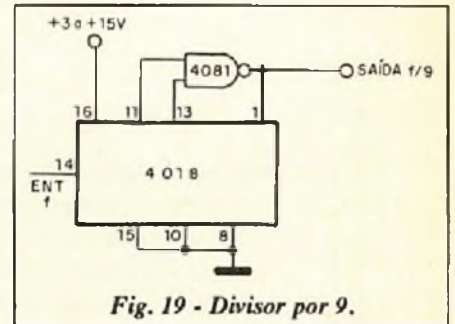 +3 a +15V
4081
SAÍDA f/9
16 11 13 1
14
ENT
f
4018
15 10 8
Fig. 19 - Divisor por 9.